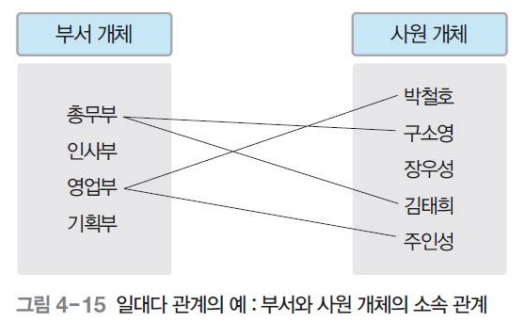 부서 개체
사원 개체
총무부
인사부
영업부
기획부
박철호
구소영
장우성
김태희
주인성
그림 4-15 일대다 관계의 예 : 부서와 사원 개체의 소속 관계